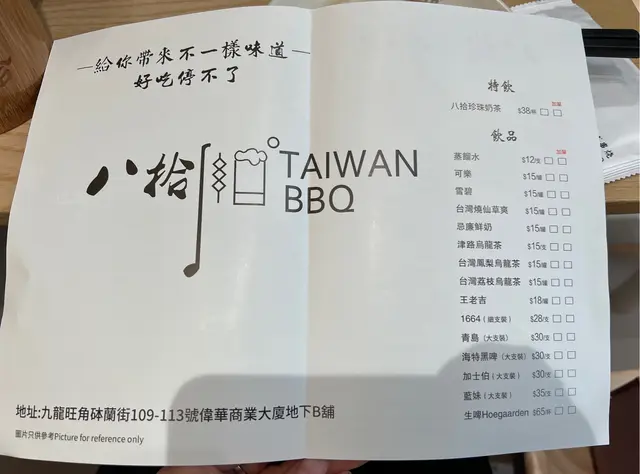 給你帶來不一樣味道
好吃停不了
八拾
TAIWAN
BBQ
地址:九龍旺角砵蘭街109-113號偉華商業大廈地下B舖
圖片只供參考Picture for reference only
特飲
八拾珍珠奶茶 $38/杯
飲品
蒸餾水 $12/支
可樂 $15/罐
雪碧 $15/罐
台灣燒仙草爽 $15/罐
忌廉鮮奶 $15/罐
津路烏龍茶 $15/支
台灣鳳梨烏龍茶 $15/罐
台灣荔枝烏龍茶 $15/罐
王老吉 $18/罐
1664(細支裝) $28/支
青島(大支裝) $30/支
海特黑啤(大支裝) $30/支
加士伯(大支裝) $30/支
藍妹(大支裝) $35/支
生啤Hoegaarden $65/杯